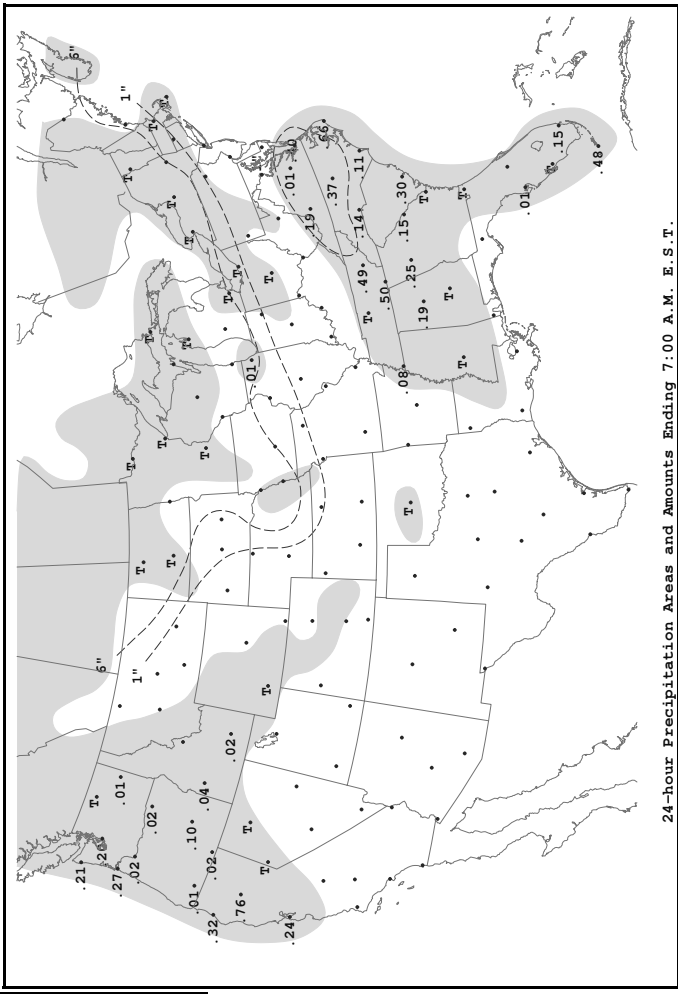 6"
.21
T
6"
.27
.01
1"
.02
T
T
1"
T
T
.02
T
T
T
T
T
T
T
.10
.01
T
.04
T
.32
.02
.02
T
T
.76
T
.01
T
T
T
.24
.01
.19
.66
.37
.14
.11
.49
T
.50
.08
.15
.30
T
.25
.19
T
T
T
T
.01
T
.15
.48
24-hour Precipitation Areas and Amounts Ending 7:00 A.M. E.S.T.